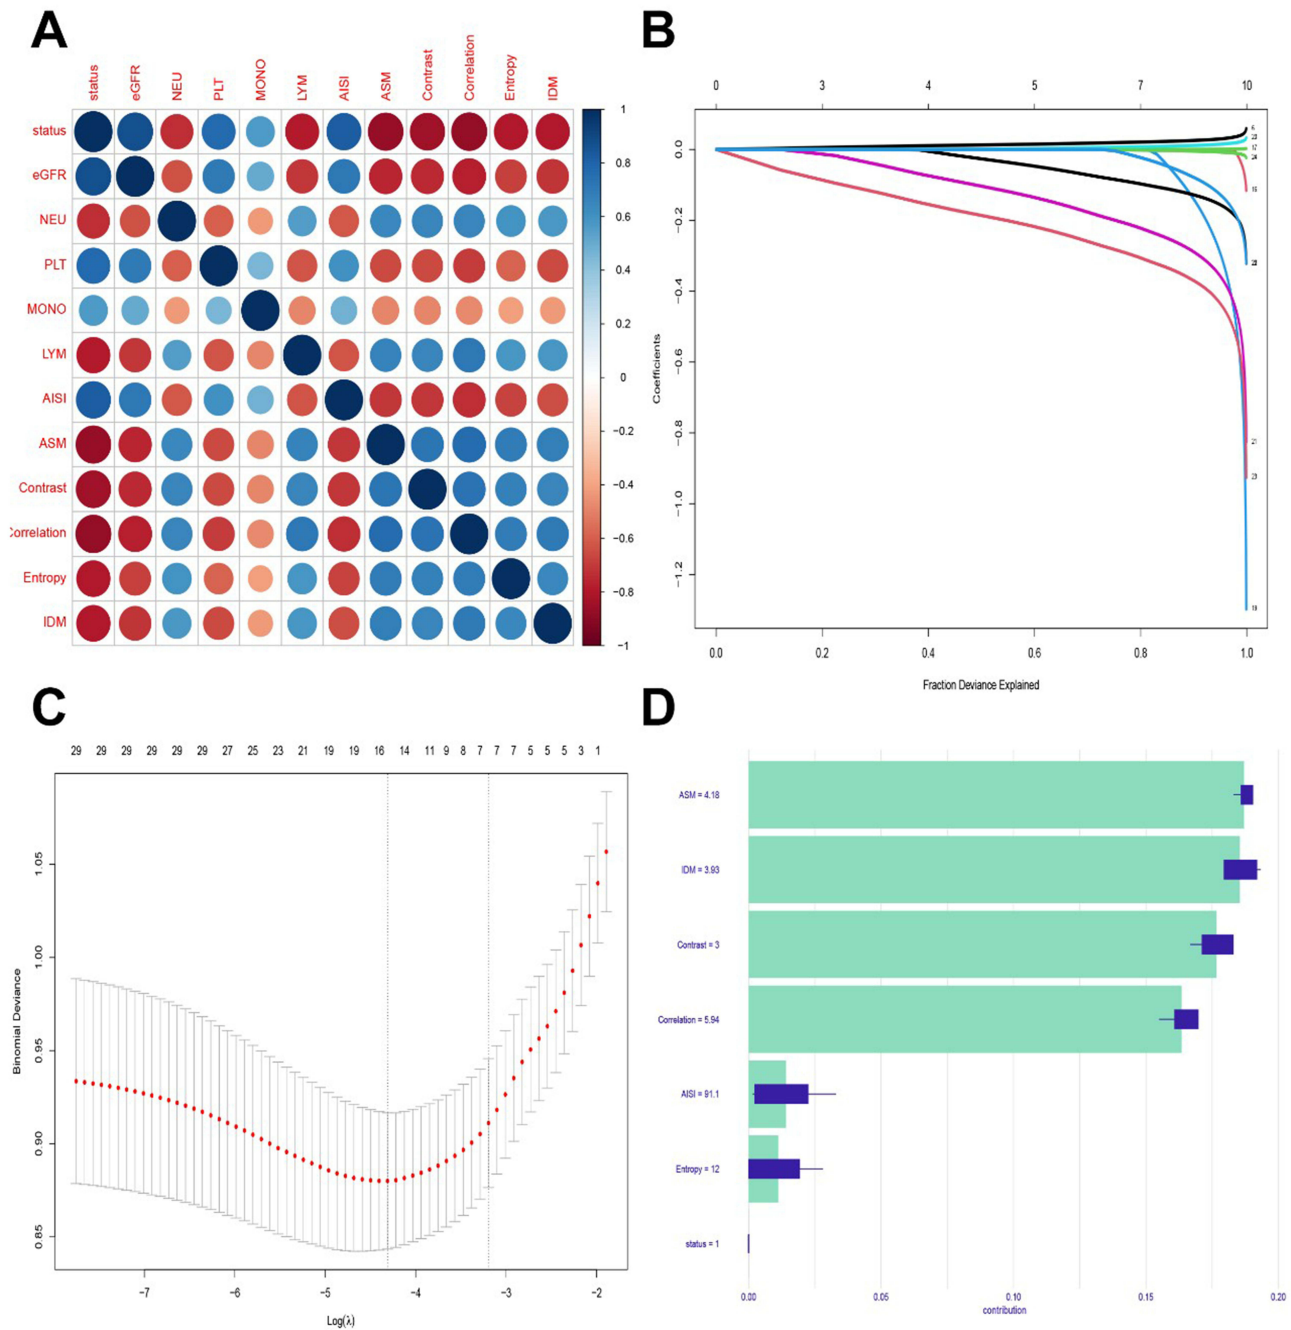 A
status eGFR NEU PLT MONO LYM AISI ASM Contrast Correlation Entropy IDM
status
eGFR
NEU
PLT
MONO
LYM
AISI
ASM
Contrast
Correlation
Entropy
IDM
1
0.8
0.6
0.4
0.2
0
−0.2
−0.4
−0.6
−0.8
−1
B
0 3 4 5 7 10
0.0
−0.2
−0.4
−0.6
−0.8
−1.0
−1.2
Coefficients
6
21
0.0 0.2 0.4 0.6 0.8 1.0
Fraction Deviance Explained
C
29 29 29 29 29 29 27 25 23 21 19 19 16 14 11 9 8 7 7 7 5 5 5 3 1
1.05
1.00
0.95
0.90
0.85
Binomial Deviance
−7 −6 −5 −4 −3 −2
Log(λ)
D
ASM = 4.18
IDM = 3.93
Contrast = 3
Correlation = 5.94
AISI = 91.1
Entropy = 12
status = 1
0.00 0.05 0.10 0.15 0.20
contribution